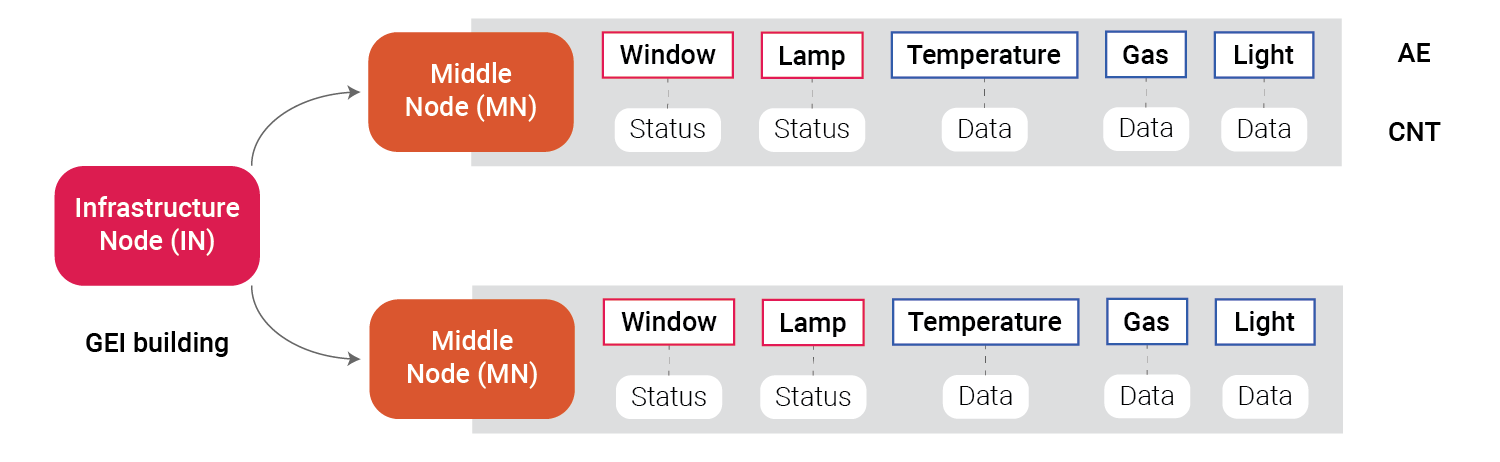 Middle
Node (MN)
Window
Lamp
Temperature
Gas
Light
AE
Status
Status
Data
Data
Data
CNT
Infrastructure
Node (IN)
GEI building
Middle
Node (MN)
Window
Lamp
Temperature
Gas
Light
Status
Status
Data
Data
Data